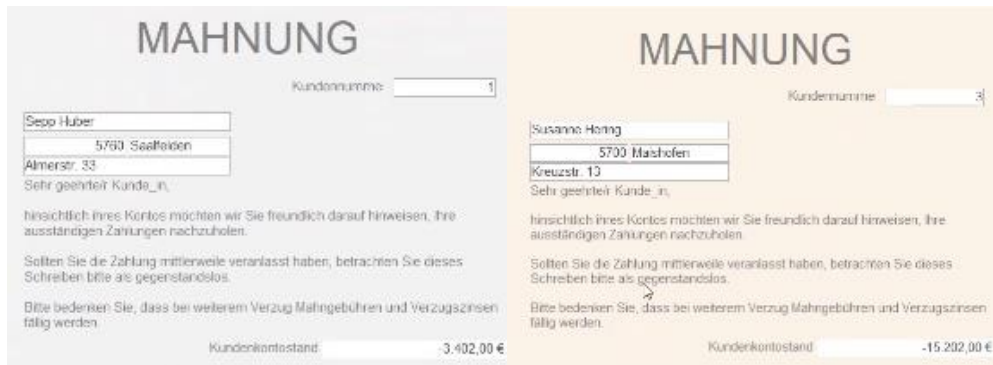 MAHNUNG
Kundennumme 1
Sepp Huber
5760 Saalfelden
Almerstr. 33
Sehr geehrte/r Kunde_in,
hinsichtlich Ihres Kontos möchten wir Sie freundlich darauf hinweisen, Ihre
ausständigen Zahlungen nachzuholen.
Sollten Sie die Zahlung mittlerweile veranlasst haben, betrachten Sie dieses
Schreiben bitte als gegenstandslos.
Bitte bedenken Sie, dass bei weiterem Verzug Mahngebühren und Verzugszinsen
fällig werden.
Kundenkontostand -3.402,00 €
MAHNUNG
Kundennumme 3
Susanne Hering
5700 Maishofen
Kreuzstr. 13
Sehr geehrte/r Kunde_in,
hinsichtlich Ihres Kontos möchten wir Sie freundlich darauf hinweisen, Ihre
ausständigen Zahlungen nachzuholen.
Sollten Sie die Zahlung mittlerweile veranlasst haben, betrachten Sie dieses
Schreiben bitte als gegenstandslos.
Bitte bedenken Sie, dass bei weiterem Verzug Mahngebühren und Verzugszinsen
fällig werden.
Kundenkontostand -15.202,00 €